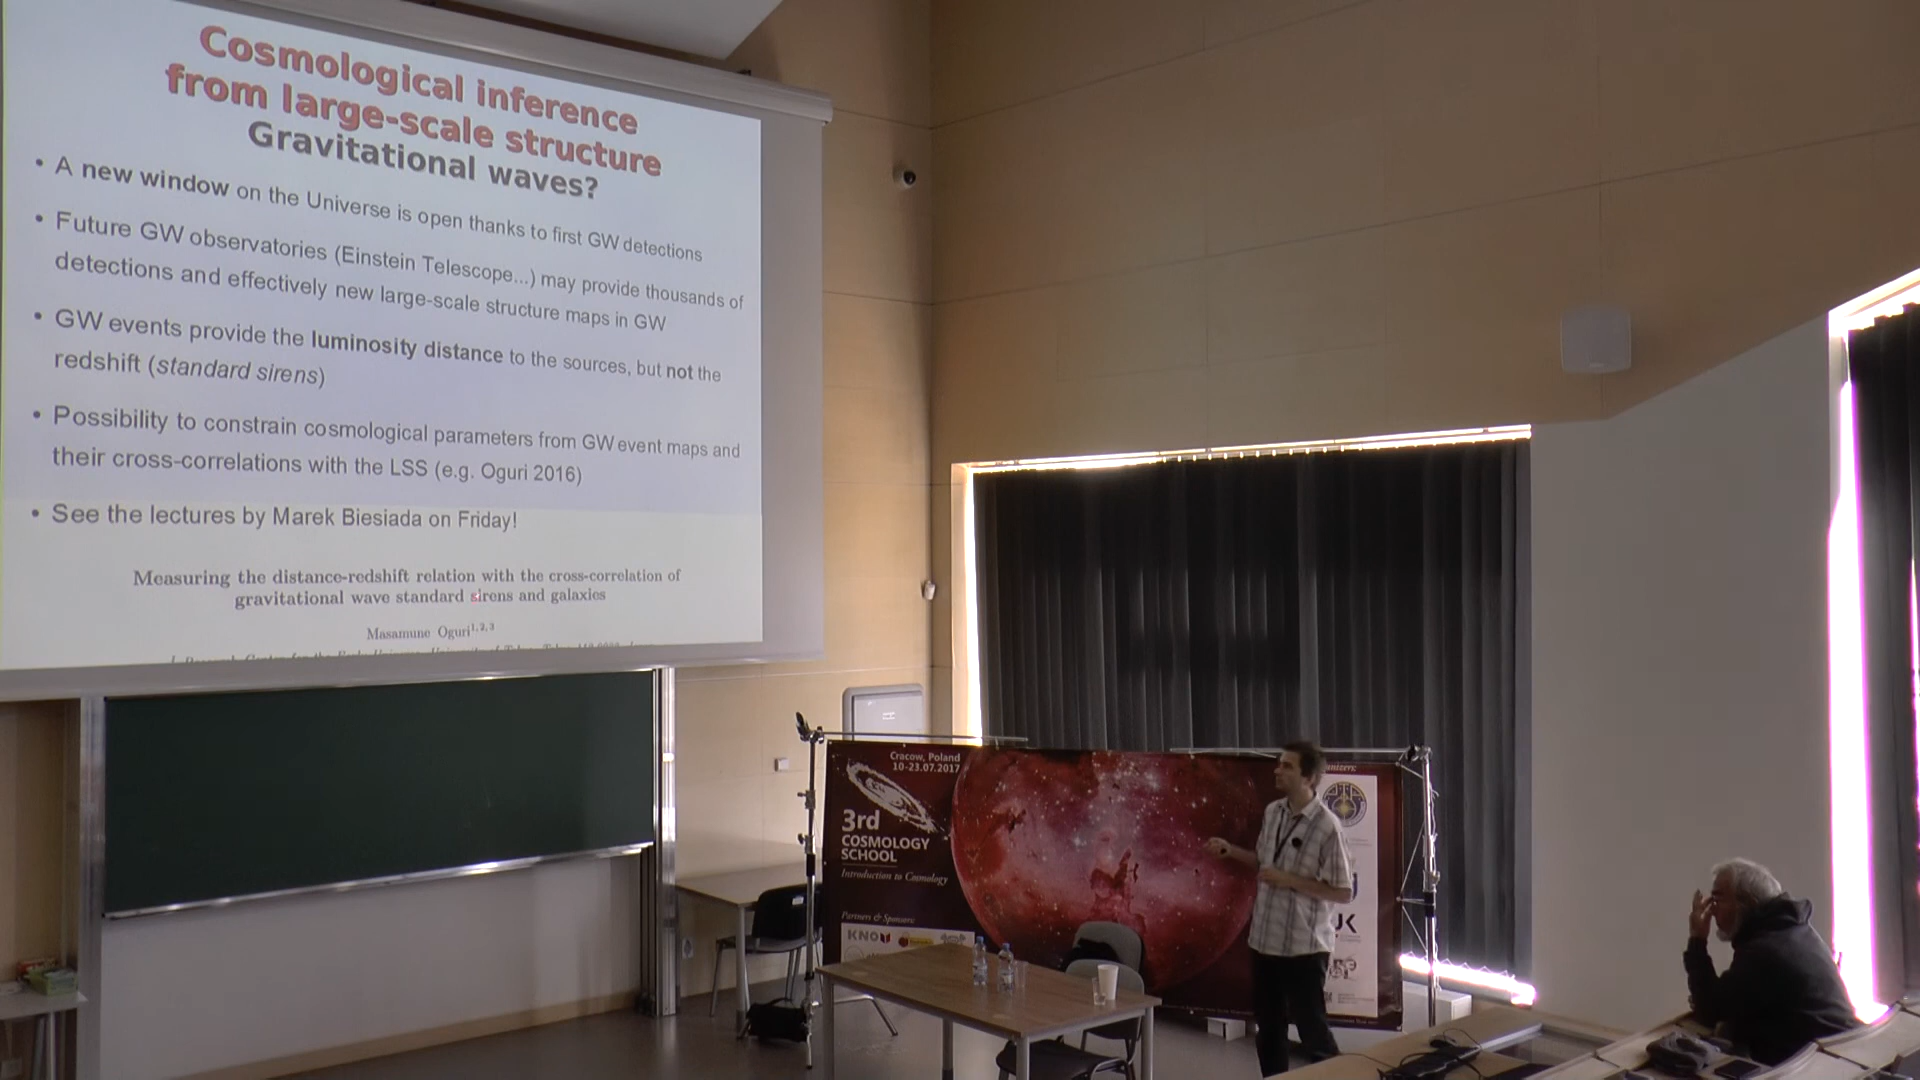 Cosmological inference
from large-scale structure
Gravitational waves?
• A new window on the Universe is open thanks to first GW detections
• Future GW observatories (Einstein Telescope...) may provide thousands of
detections and effectively new large-scale structure maps in GW
• GW events provide the luminosity distance to the sources, but not the
redshift (standard sirens)
• Possibility to constrain cosmological parameters from GW event maps and
their cross-correlations with the LSS (e.g. Oguri 2016)
• See the lectures by Marek Biesiada on Friday!
Measuring the distance-redshift relation with the cross-correlation of
gravitational wave standard sirens and galaxies
Masamune Oguri1,2,3
Cracow, Poland
10-23.07.2017
3rd
COSMOLOGY
SCHOOL
Introduction to Cosmology
Partners & Sponsors:
KNO